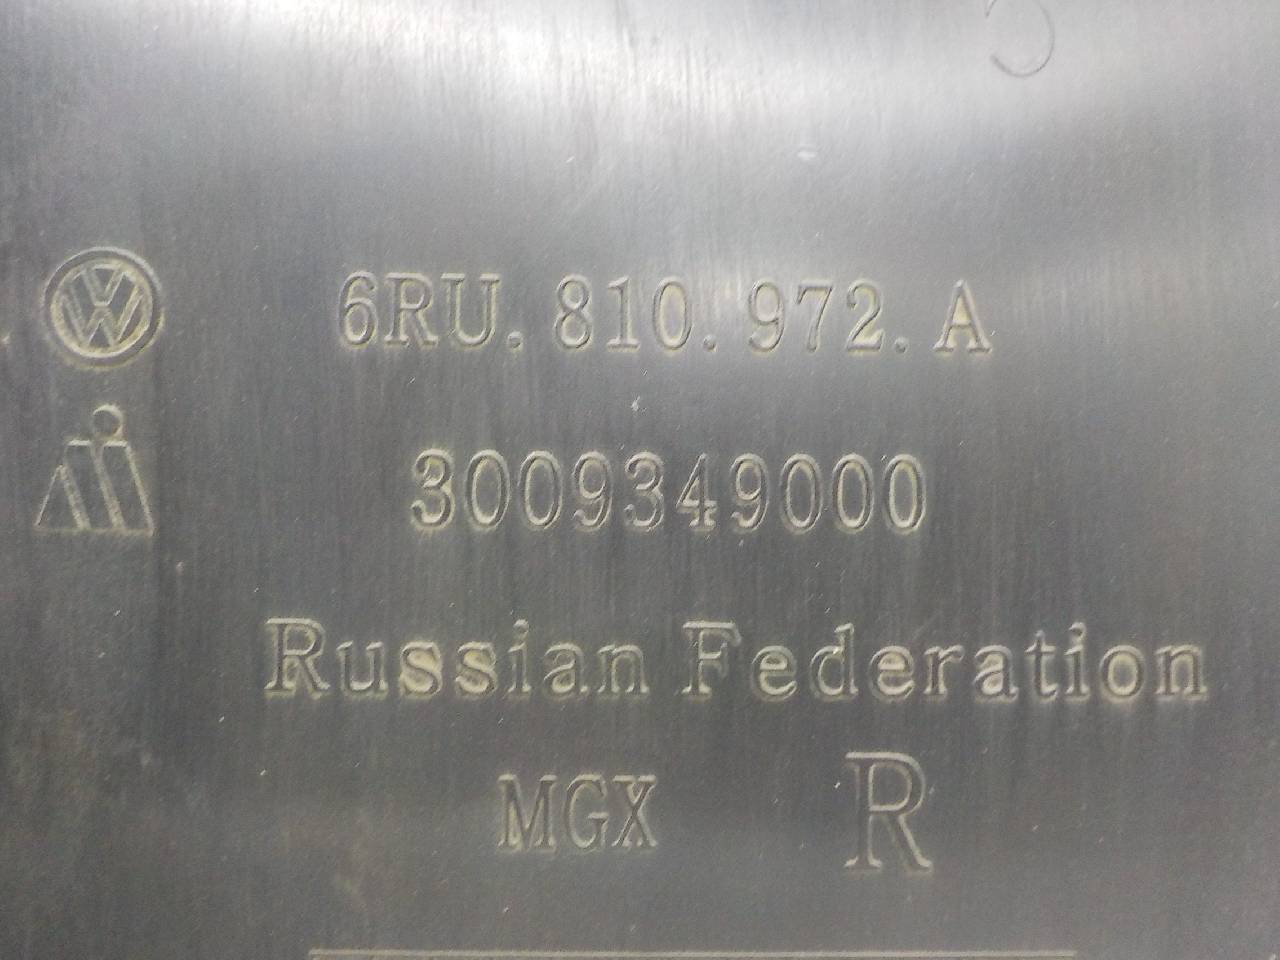 6RU.810.972.A
3009349000
Russian Federation
MGX R